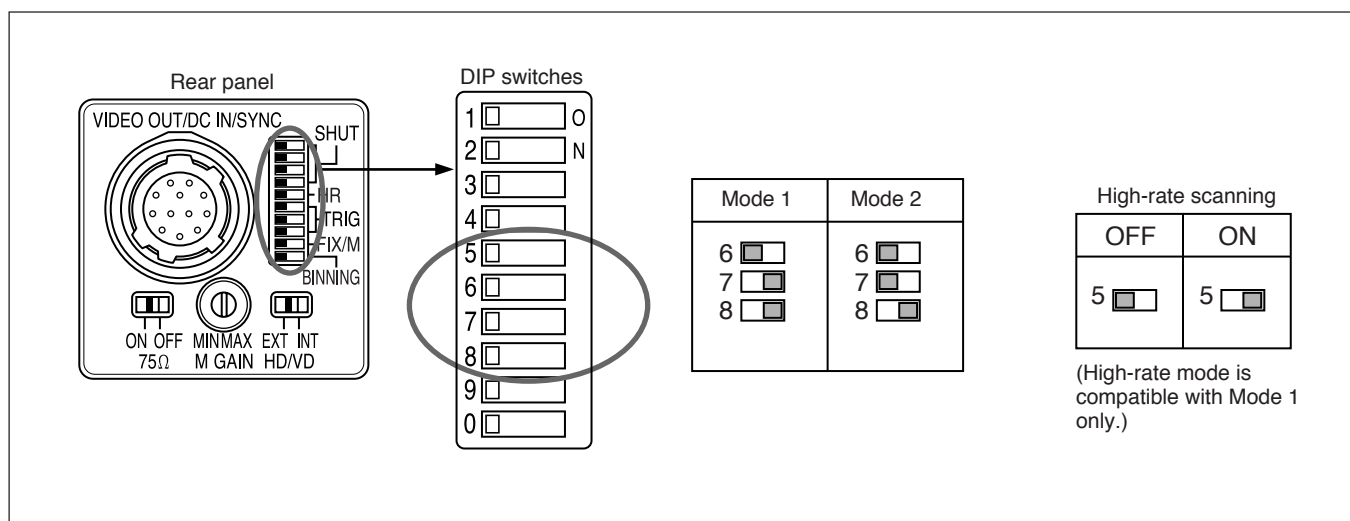 Rear panel
VIDEO OUT/DC IN/SYNC
SHUT
HR
TRIG
FIX/M
BINNING
ON OFF
75Ω
MIN MAX
M GAIN
EXT INT
HD/VD
DIP switches
1 O
2 N
3
4
5
6
7
8
9
0
Mode 1 Mode 2
6 6
7 7
8 8
High-rate scanning
OFF ON
5 5
(High-rate mode is
compatible with Mode 1
only.)